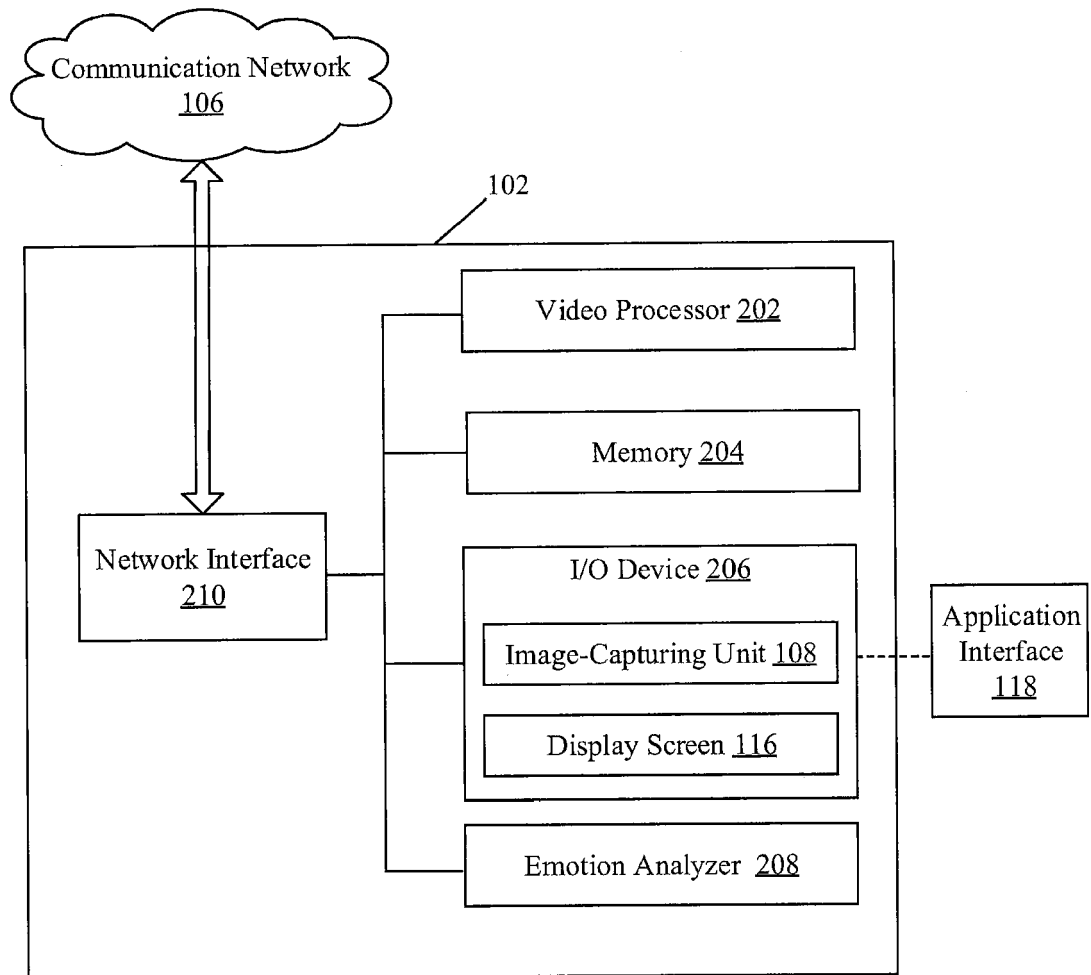 Communication Network
106
102
Video Processor 202
Memory 204
Network Interface
210
I/O Device 206
Image-Capturing Unit 108
Display Screen 116
Application
Interface
118
Emotion Analyzer 208